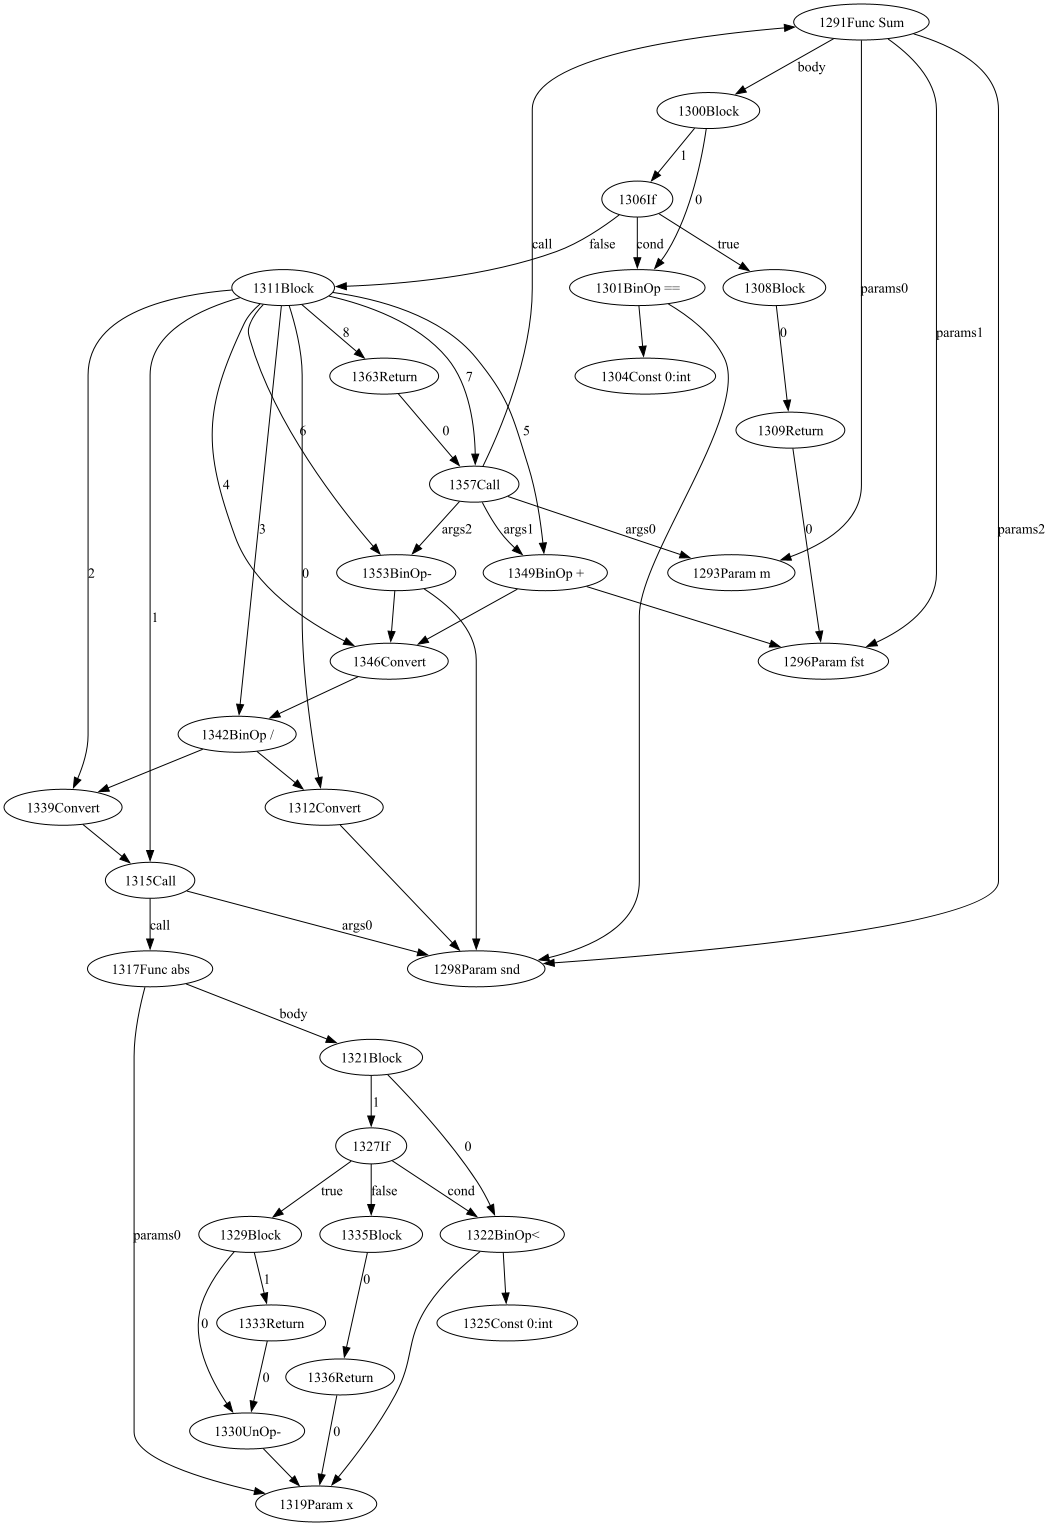 1291Func Sum
body
1300Block
1
1306If
0
call
false
cond
true
1311Block
1301BinOp ==
1308Block
params0
8
0
params1
1363Return
1304Const 0:int
7
6
0
5
1309Return
4
1357Call
3
args2
args1
args0
0
params2
2
0
1353BinOp-
1349BinOp +
1293Param m
1
1346Convert
1296Param fst
1342BinOp /
1339Convert
1312Convert
1315Call
call
args0
1317Func abs
1298Param snd
body
1321Block
1
1327If
0
true
false
cond
params0
1329Block
1335Block
1322BinOp<
1
0
0
1333Return
1325Const 0:int
0
1336Return
1330UnOp-
0
1319Param x